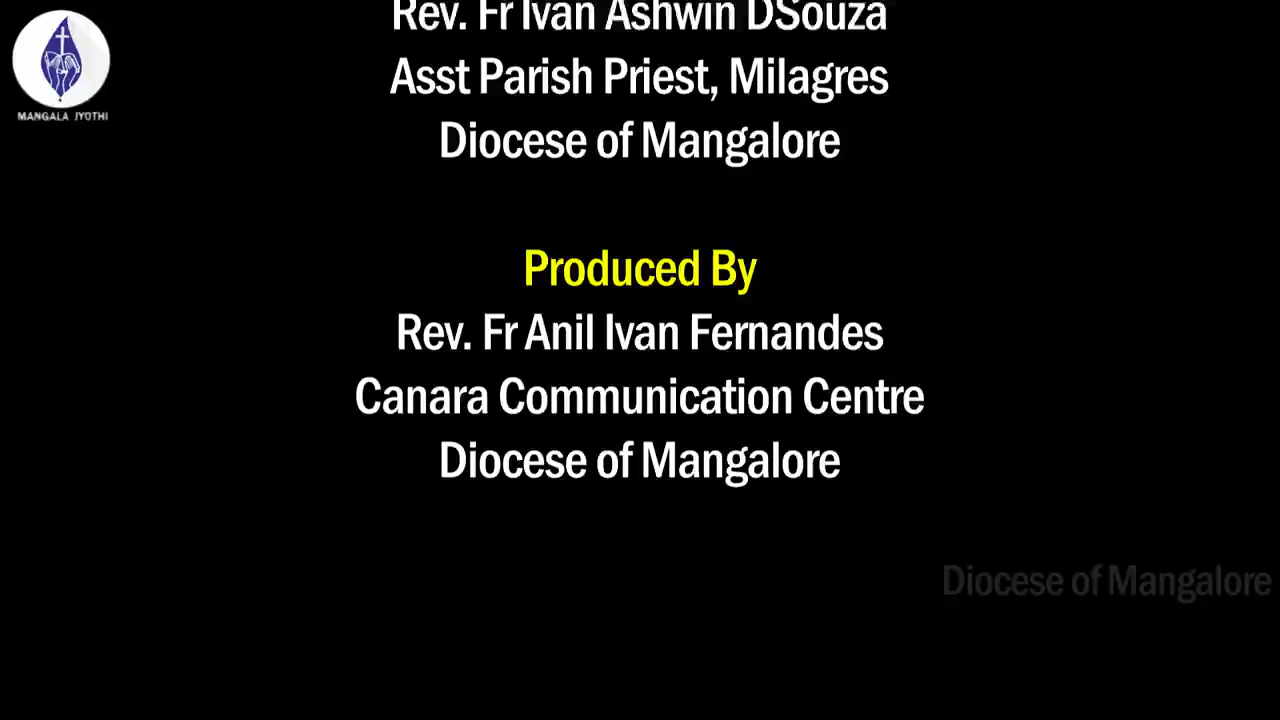 Rev. Fr Ivan Ashwin DSouza
MANGALA JYOTHI
Asst Parish Priest, Milagres
Diocese of Mangalore
Produced By
Rev. Fr Anil Ivan Fernandes
Canara Communication Centre
Diocese of Mangalore
Diocese of Mangalore